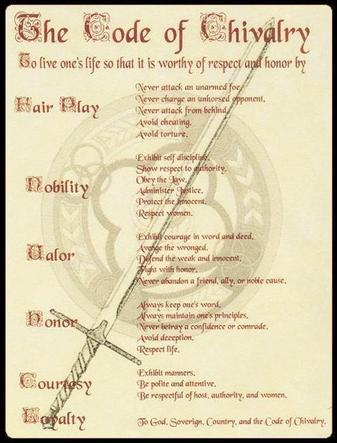 The Code of Chivalry
To live one's life so that it is worthy of respect and honor by
Fair Play
Never attack an unarmed foe.
Never charge an unhorsed opponent,
Never attack from behind,
Avoid cheating,
Avoid torture,
Nobility
Exhibit self discipline,
Show respect to authority,
Obey the Law,
Administer Justice,
Protect the Innocent,
Respect women.
Valor
Exhibit courage in word and deed,
Avenge the wronged,
Defend the weak and innocent,
Fight with honor,
Never abandon a friend, ally, or noble cause.
Honor
Always keep one's word,
Always maintain one's principles,
Never betray a confidence or comrade,
Avoid deception,
Respect life,
Courtesy
Exhibit manners,
Be polite and attentive,
Be respectful of host, authority, and women.
Loyalty
To God, Soverign, Country, and the Code of Chivalry.